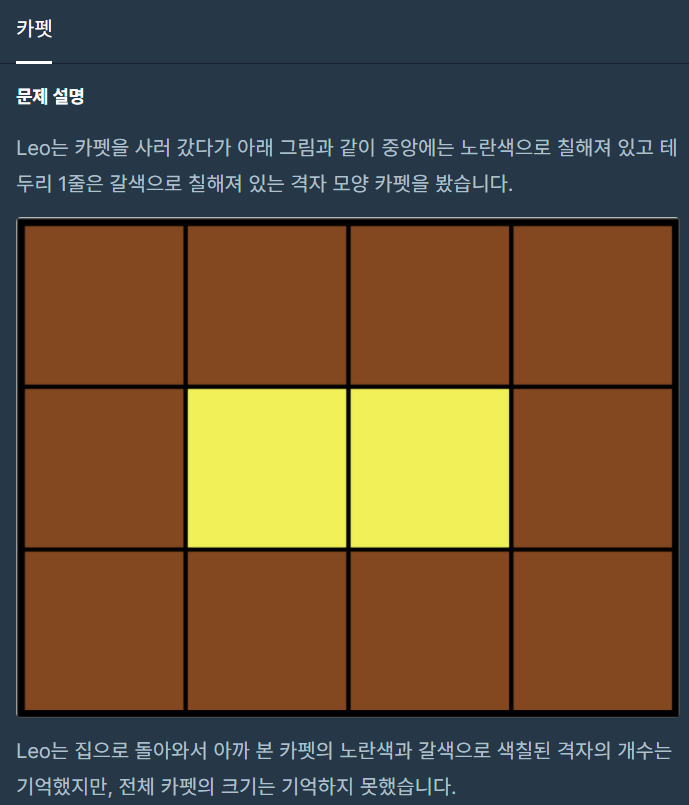 카펫
문제 설명
Leo는 카펫을 사러 갔다가 아래 그림과 같이 중앙에는 노란색으로 칠해져 있고 테
두리 1줄은 갈색으로 칠해져 있는 격자 모양 카펫을 봤습니다.
Leo는 집으로 돌아와서 아까 본 카펫의 노란색과 갈색으로 색칠된 격자의 개수는
기억했지만, 전체 카펫의 크기는 기억하지 못했습니다.